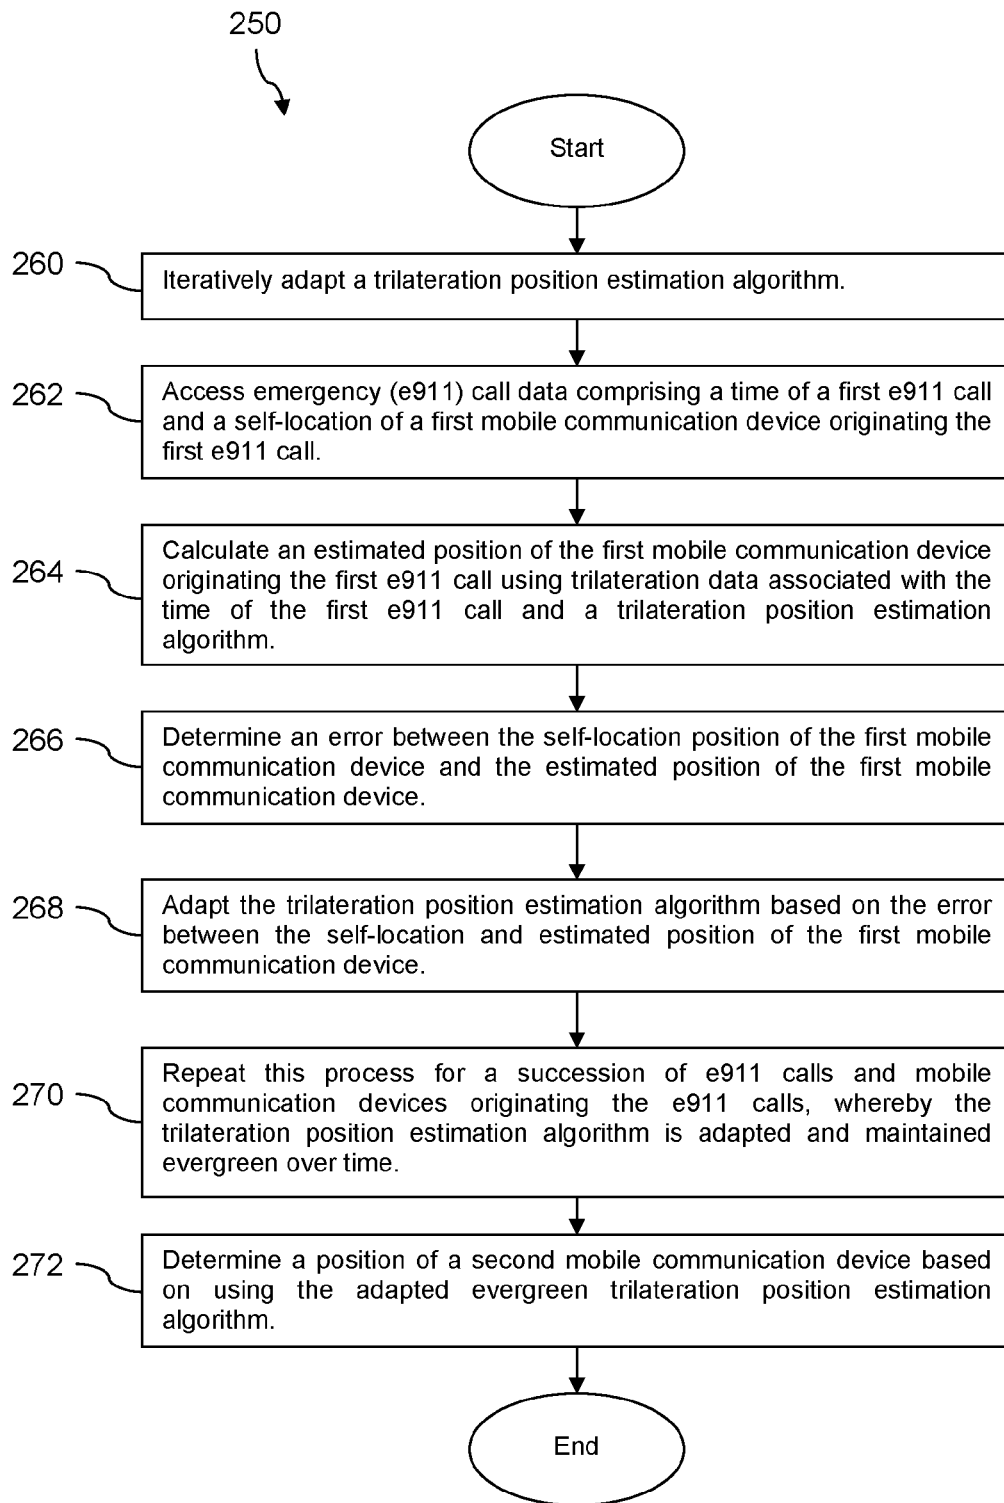 250
Start
260
Iteratively adapt a trilateration position estimation algorithm.
262
Access emergency (e911) call data comprising a time of a first e911 call
and a self-location of a first mobile communication device originating the
first e911 call.
264
Calculate an estimated position of the first mobile communication device
originating the first e911 call using trilateration data associated with the
time of the first e911 call and a trilateration position estimation
algorithm.
266
Determine an error between the self-location position of the first mobile
communication device and the estimated position of the first mobile
communication device.
268
Adapt the trilateration position estimation algorithm based on the error
between the self-location and estimated position of the first mobile
communication device.
270
Repeat this process for a succession of e911 calls and mobile
communication devices originating the e911 calls, whereby the
trilateration position estimation algorithm is adapted and maintained
evergreen over time.
272
Determine a position of a second mobile communication device based
on using the adapted evergreen trilateration position estimation
algorithm.
End